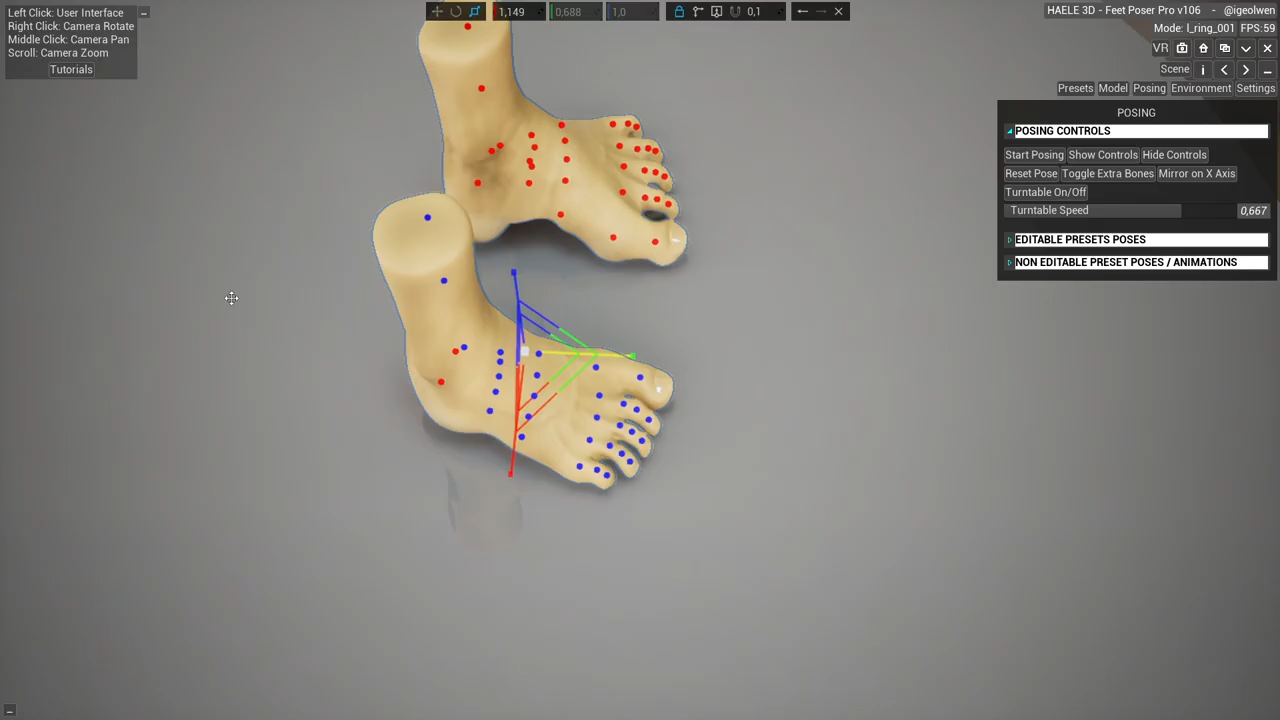 Left Click: User Interface
Right Click: Camera Rotate
Middle Click: Camera Pan
Scroll: Camera Zoom
Tutorials
1,149 0,688 1,0 0,1
HAELE 3D - Feet Poser Pro v106 - @igeolwen
Mode: l_ring_001 FPS:59
VR
Scene
Presets Model Posing Environment Settings
POSING
POSING CONTROLS
Start Posing Show Controls Hide Controls
Reset Pose Toggle Extra Bones Mirror on X Axis
Turntable On/Off
Turntable Speed 0,667
EDITABLE PRESETS POSES
NON EDITABLE PRESET POSES / ANIMATIONS